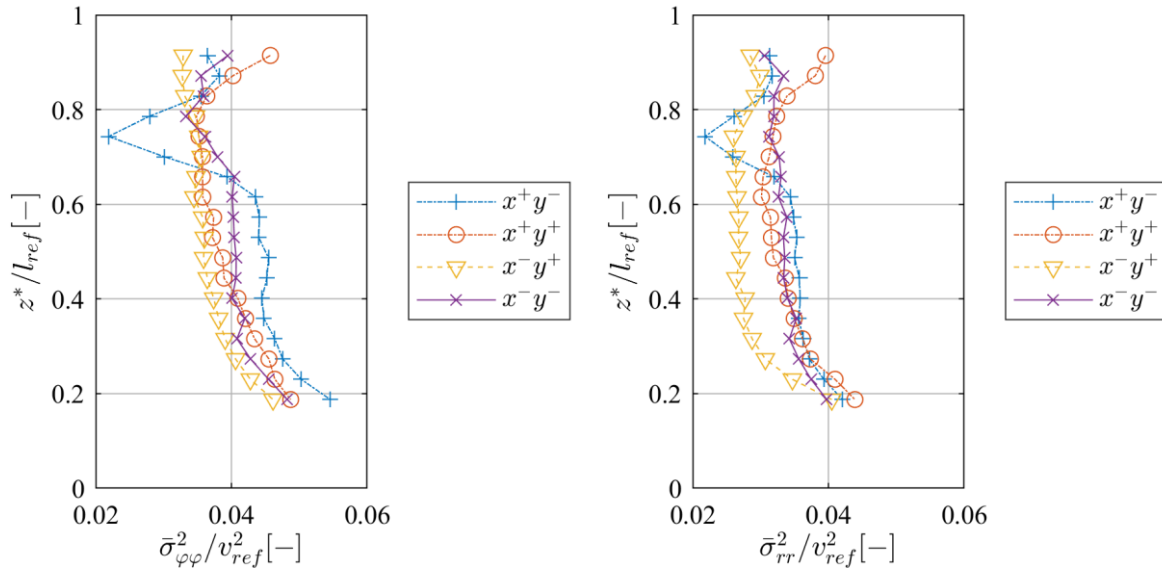 1
0.8
0.6
0.4
0.2
0
z*/l_ref [−]
0.02 0.04 0.06
σ̄²_φφ/v²_ref[−]
x⁺y⁻
x⁺y⁺
x⁻y⁺
x⁻y⁻
1
0.8
0.6
0.4
0.2
0
z*/l_ref [−]
0.02 0.04 0.06
σ̄²_rr/v²_ref[−]
x⁺y⁻
x⁺y⁺
x⁻y⁺
x⁻y⁻